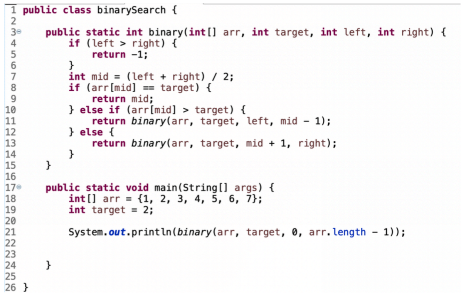 1 public class binarySearch {
2
3 public static int binary(int[] arr, int target, int left, int right) {
4 if (left > right) {
5 return -1;
6 }
7 int mid = (left + right) / 2;
8 if (arr[mid] == target) {
9 return mid;
10 } else if (arr[mid] > target) {
11 return binary(arr, target, left, mid - 1);
12 } else {
13 return binary(arr, target, mid + 1, right);
14 }
15 }
16
17 public static void main(String[] args) {
18 int[] arr = {1, 2, 3, 4, 5, 6, 7};
19 int target = 2;
20
21 System.out.println(binary(arr, target, 0, arr.length - 1));
22
23
24 }
25
26 }